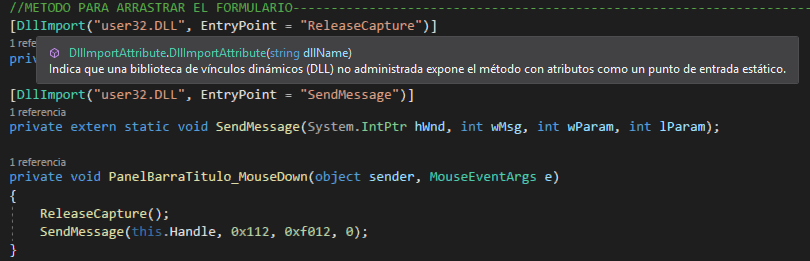 //METODO PARA ARRASTRAR EL FORMULARIO---------------------------------------------------------------
[DllImport("user32.DLL", EntryPoint = "ReleaseCapture")]
1 referencia
priv
DllImportAttribute.DllImportAttribute(string dllName)
Indica que una biblioteca de vínculos dinámicos (DLL) no administrada expone el método con atributos como un punto de entrada estático.
[DllImport("user32.DLL", EntryPoint = "SendMessage")]
1 referencia
private extern static void SendMessage(System.IntPtr hWnd, int wMsg, int wParam, int lParam);
1 referencia
private void PanelBarraTitulo_MouseDown(object sender, MouseEventArgs e)
{
ReleaseCapture();
SendMessage(this.Handle, 0x112, 0xf012, 0);
}